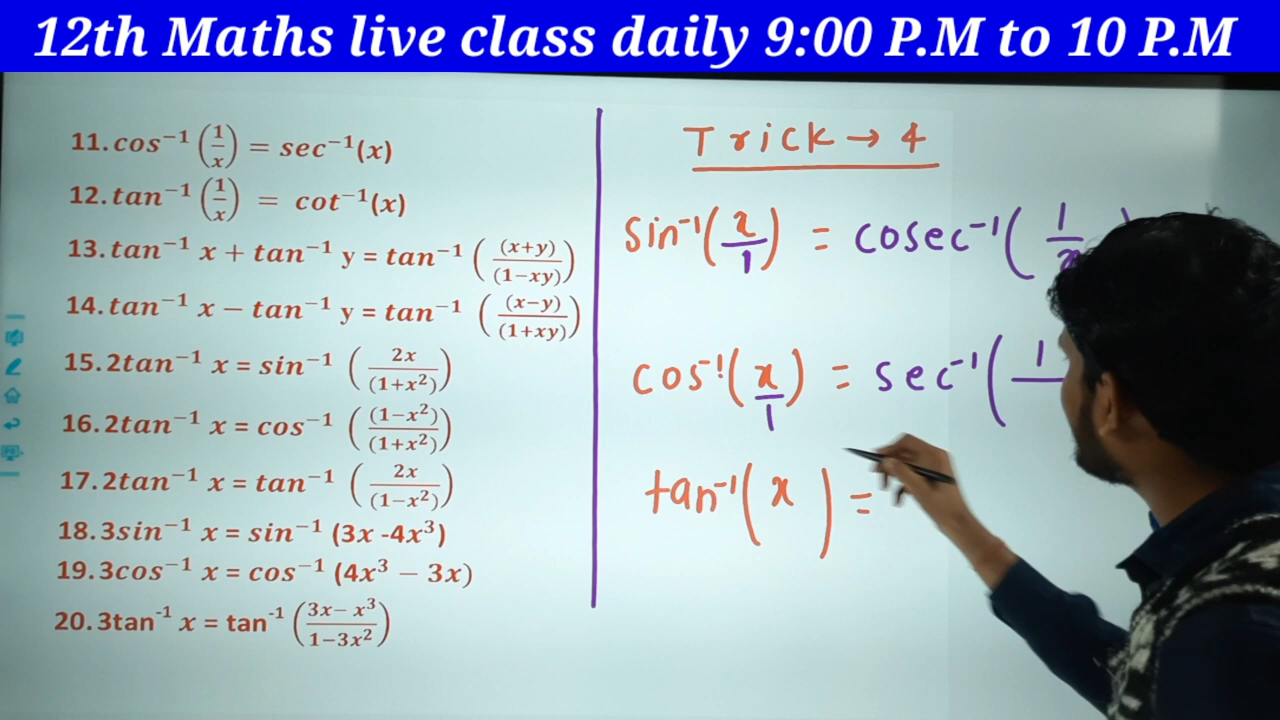 12th Maths live class daily 9:00 P.M to 10 P.M
11. cos⁻¹ (1/x) = sec⁻¹(x)
12. tan⁻¹ (1/x) = cot⁻¹(x)
13. tan⁻¹ x + tan⁻¹ y = tan⁻¹ ((x+y)/(1−xy))
14. tan⁻¹ x − tan⁻¹ y = tan⁻¹ ((x−y)/(1+xy))
15. 2tan⁻¹ x = sin⁻¹ (2x/(1+x²))
16. 2tan⁻¹ x = cos⁻¹ ((1−x²)/(1+x²))
17. 2tan⁻¹ x = tan⁻¹ (2x/(1−x²))
18. 3sin⁻¹ x = sin⁻¹ (3x -4x³)
19. 3cos⁻¹ x = cos⁻¹ (4x³ − 3x)
20. 3tan⁻¹ x = tan⁻¹ ((3x− x³)/(1−3x²))
Trick → 4
sin⁻¹(x/1) = cosec⁻¹(1/x)
cos⁻¹(x/1) = sec⁻¹(1/
tan⁻¹(x) =